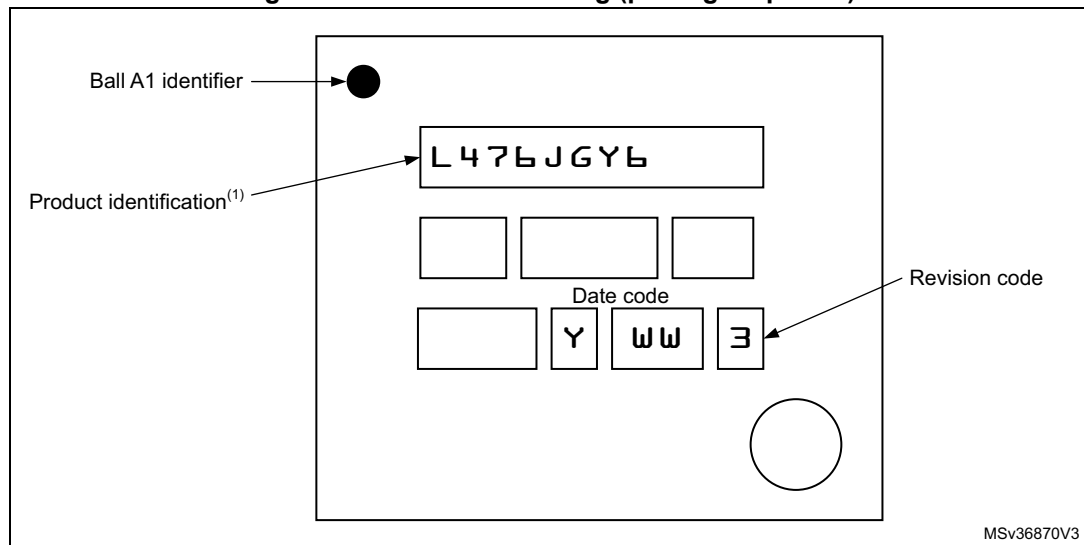 Ball A1 identifier
L476JGY6
Product identification(1)
Revision code
Date code
Y WW 3
MSv36870V3